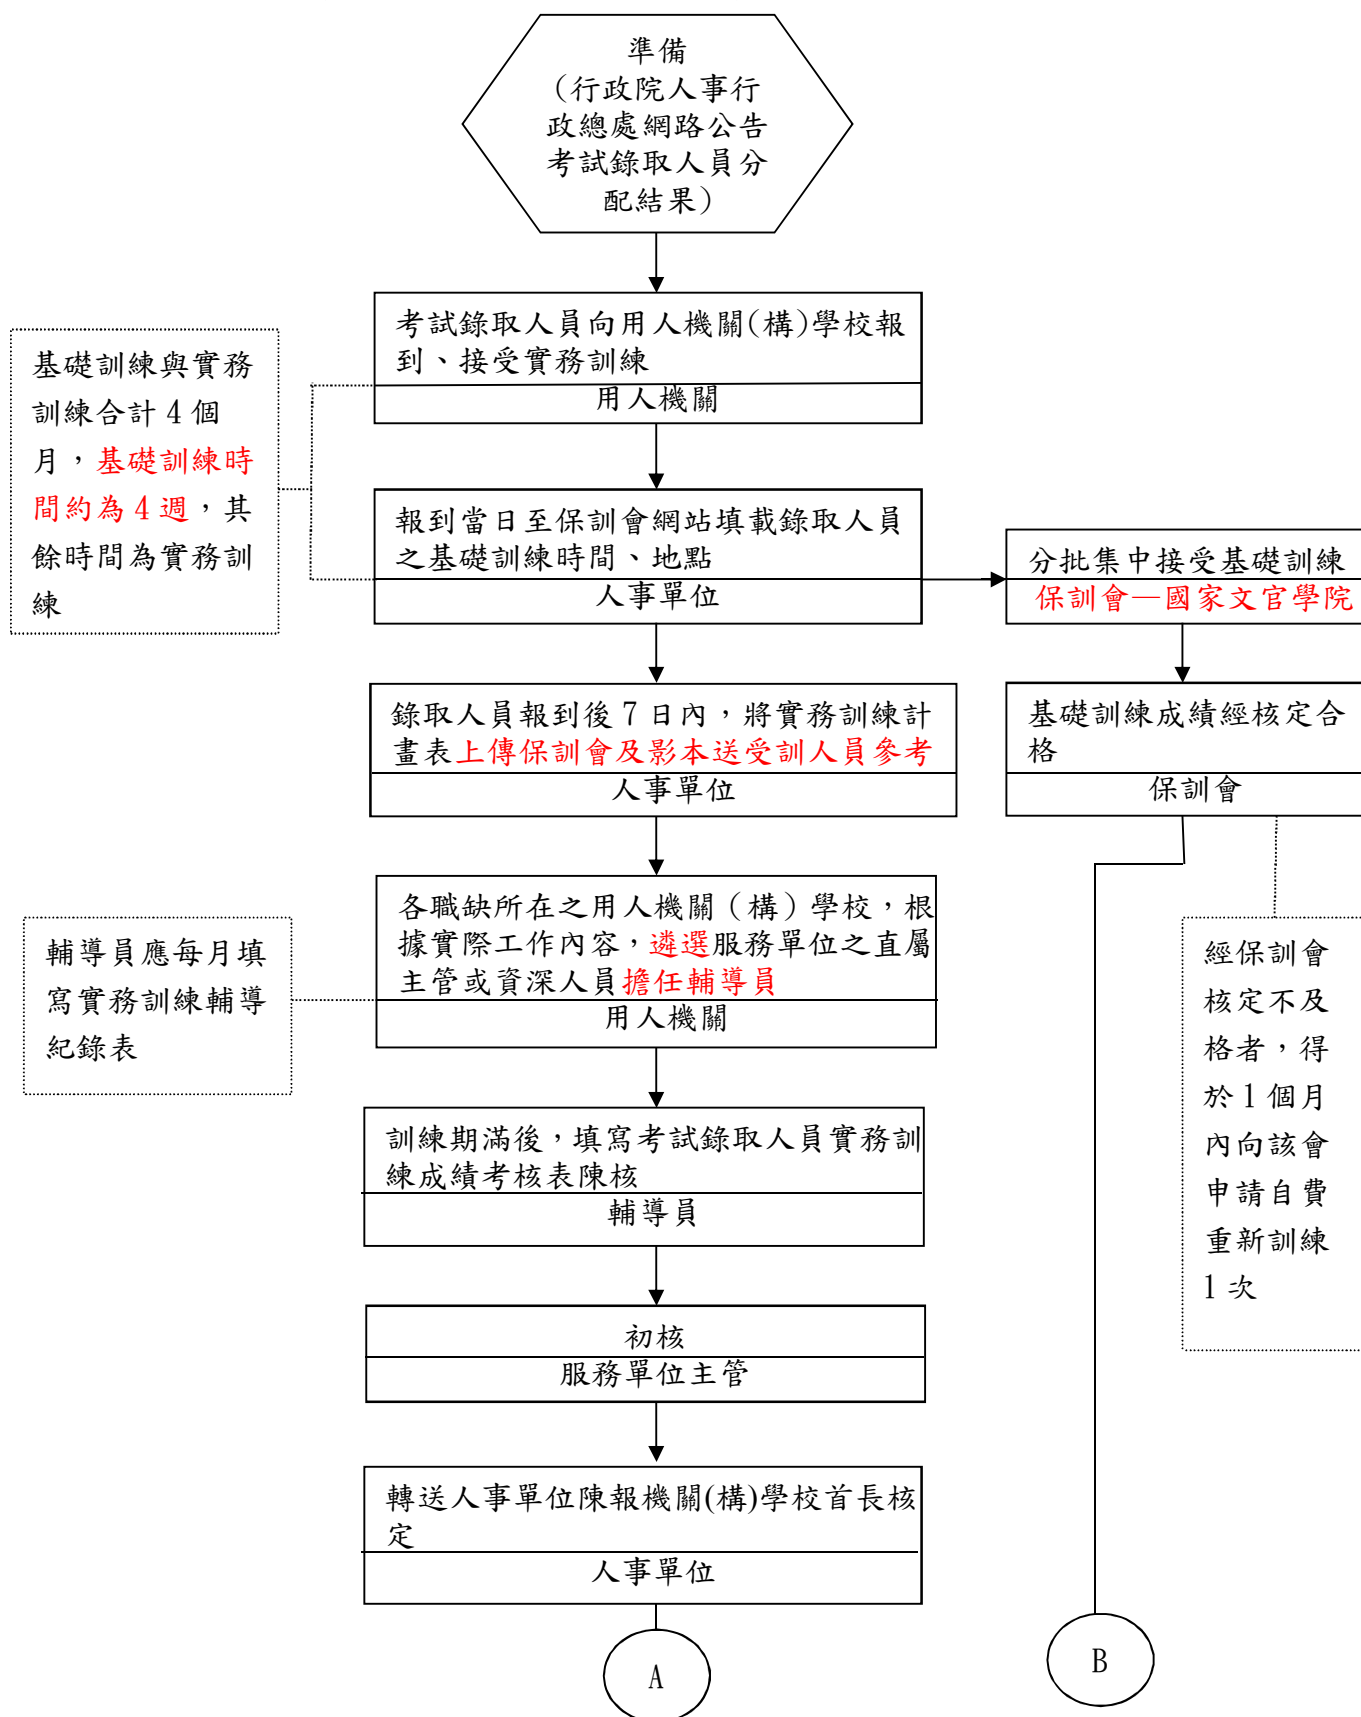 準備
（行政院人事行
政總處網路公告
考試錄取人員分
配結果）
考試錄取人員向用人機關(構)學校報
到、接受實務訓練
用人機關
基礎訓練與實務
訓練合計 4 個
月，基礎訓練時
間約為 4 週，其
餘時間為實務訓
練
報到當日至保訓會網站填載錄取人員
之基礎訓練時間、地點
人事單位
分批集中接受基礎訓練
保訓會—國家文官學院
錄取人員報到後 7 日內，將實務訓練計
畫表上傳保訓會及影本送受訓人員參考
人事單位
基礎訓練成績經核定合
格
保訓會
各職缺所在之用人機關（構）學校，根
據實際工作內容，遴選服務單位之直屬
主管或資深人員擔任輔導員
用人機關
輔導員應每月填
寫實務訓練輔導
紀錄表
經保訓會
核定不及
格者，得
於 1 個月
內向該會
申請自費
重新訓練
1 次
訓練期滿後，填寫考試錄取人員實務訓
練成績考核表陳核
輔導員
初核
服務單位主管
轉送人事單位陳報機關(構)學校首長核
定
人事單位
A
B